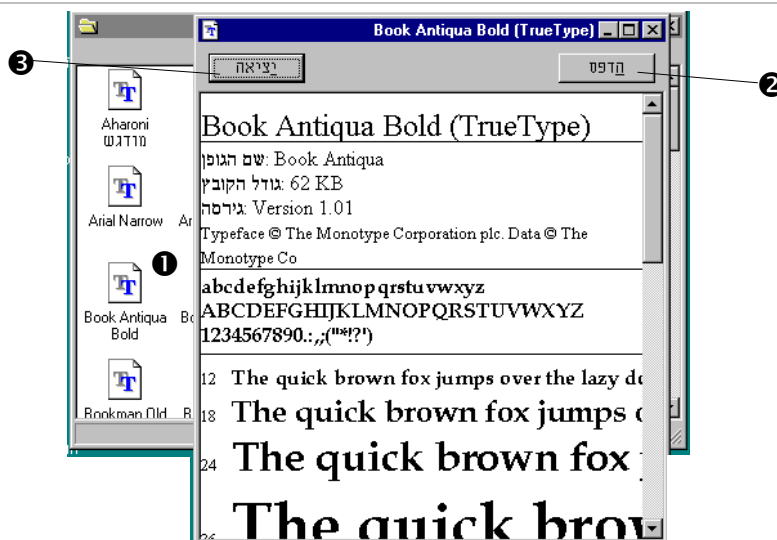 Book Antiqua Bold (TrueType)
❸
יציאה
הדפס
❷
Aharoni
מודגש
Arial Narrow
❶
Book Antiqua
Bold
Bookman Old
Book Antiqua Bold (TrueType)
שם הגופן: Book Antiqua
גודל הקובץ: 62 KB
גירסה: Version 1.01
Typeface © The Monotype Corporation plc. Data © The
Monotype Co
abcdefghijklmnopqrstuvwxyz
ABCDEFGHIJKLMNOPQRSTUVWXYZ
1234567890.:,;("*!?')
12 The quick brown fox jumps over the lazy
18 The quick brown fox jumps
24 The quick brown fox
The quick brow